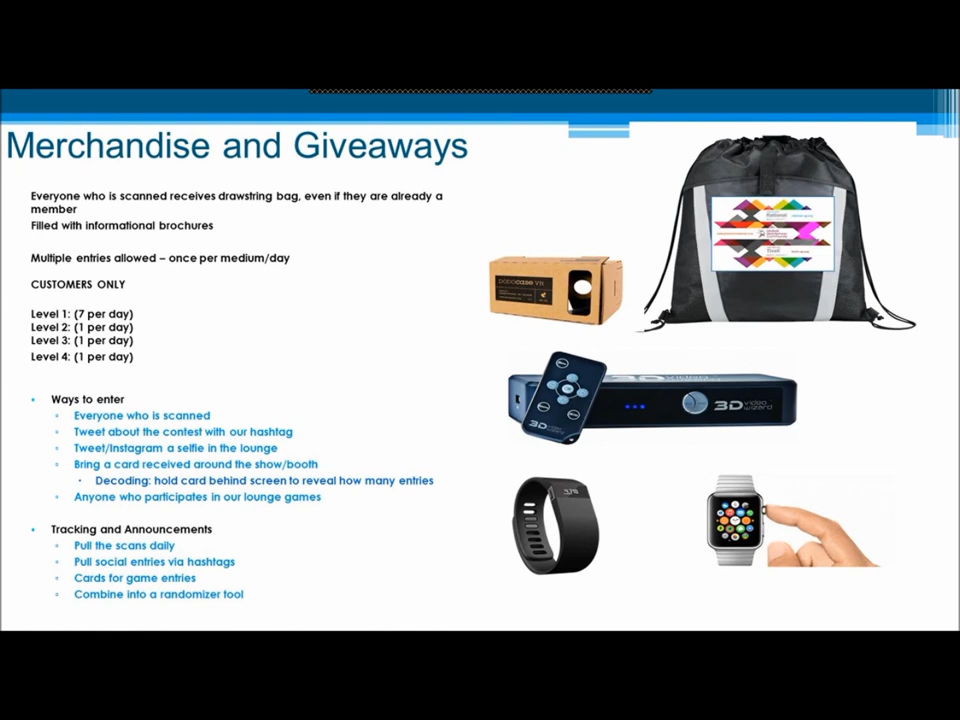 Merchandise and Giveaways
Everyone who is scanned receives drawstring bag, even if they are already a
member
Filled with informational brochures
Multiple entries allowed – once per medium/day
CUSTOMERS ONLY
Level 1: (7 per day)
Level 2: (1 per day)
Level 3: (1 per day)
Level 4: (1 per day)
Ways to enter
Everyone who is scanned
Tweet about the contest with our hashtag
Tweet/Instagram a selfie in the lounge
Bring a card received around the show/booth
Decoding: hold card behind screen to reveal how many entries
Anyone who participates in our lounge games
Tracking and Announcements
Pull the scans daily
Pull social entries via hashtags
Cards for game entries
Combine into a randomizer tool
DODOcase VR
3D video wizard
3D